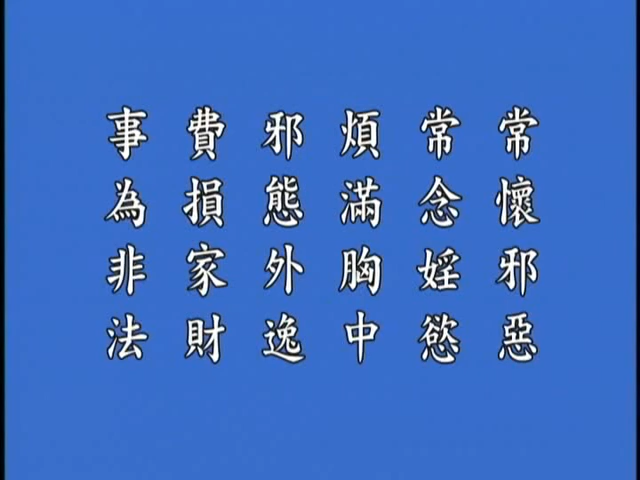 常懷邪惡
常念婬慾
煩滿胸中
邪態外逸
費損家財
事為非法